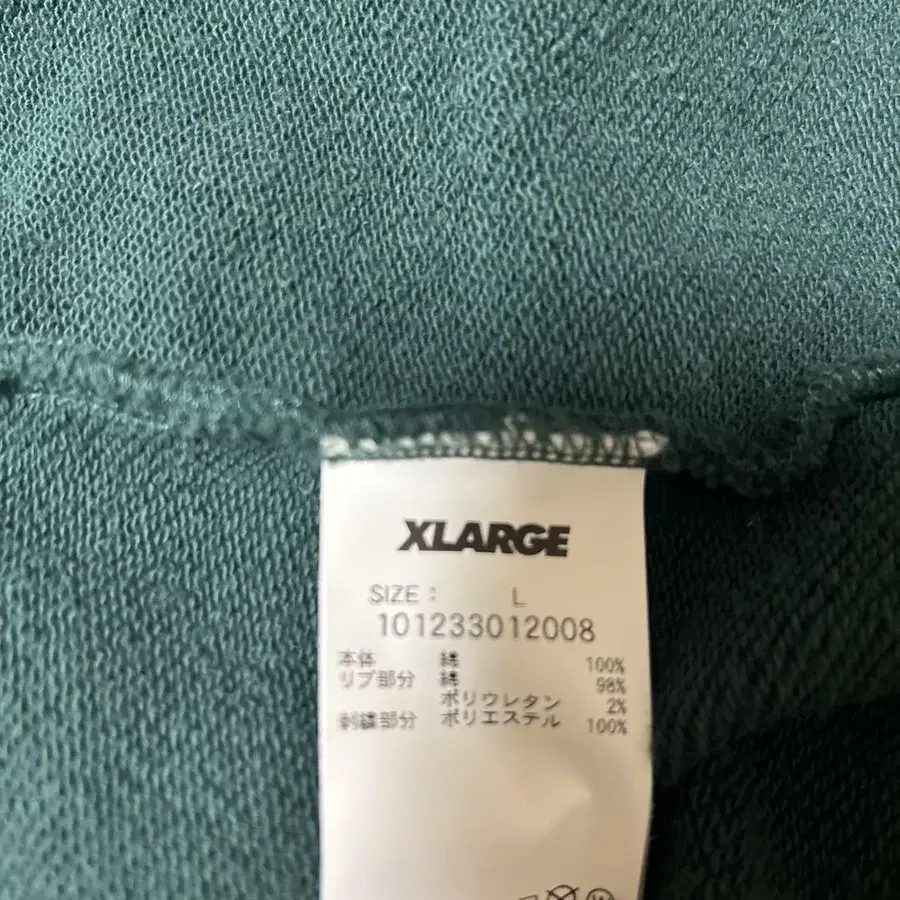 XLARGE
SIZE : L
101233012008
本体 綿 100%
リブ部分 綿 98%
ポリウレタン 2%
刺繍部分 ポリエステル 100%